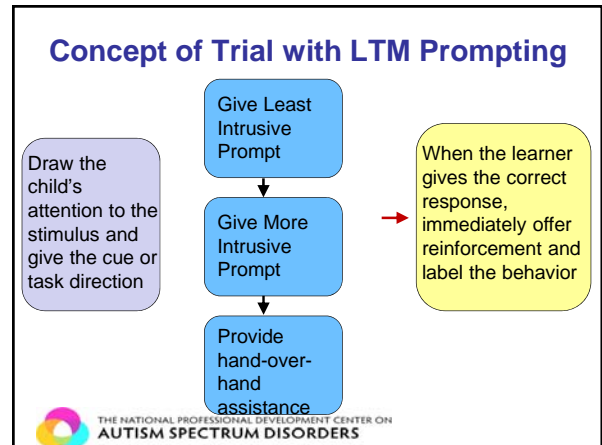 Concept of Trial with LTM Prompting
Draw the
child's
attention to the
stimulus and
give the cue or
task direction
Give Least
Intrusive
Prompt
Give More
Intrusive
Prompt
Provide
hand-over-
hand
assistance
When the learner
gives the correct
response,
immediately offer
reinforcement and
label the behavior
THE NATIONAL PROFESSIONAL DEVELOPMENT CENTER ON
AUTISM SPECTRUM DISORDERS